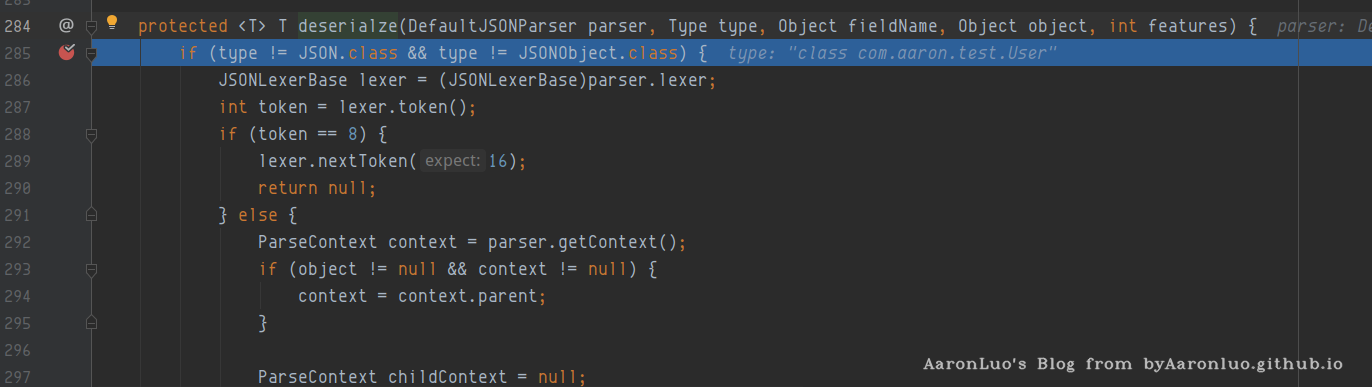 284 @ protected <T> T deserialze(DefaultJSONParser parser, Type type, Object fieldName, Object object, int features) { parser: De
285 if (type != JSON.class && type != JSONObject.class) { type: "class com.aaron.test.User"
286 JSONLexerBase lexer = (JSONLexerBase)parser.lexer;
287 int token = lexer.token();
288 if (token == 8) {
289 lexer.nextToken( expect: 16);
290 return null;
291 } else {
292 ParseContext context = parser.getContext();
293 if (object != null && context != null) {
294 context = context.parent;
295 }
296
297 ParseContext childContext = null;
AaronLuo's Blog from byAaronluo.github.io